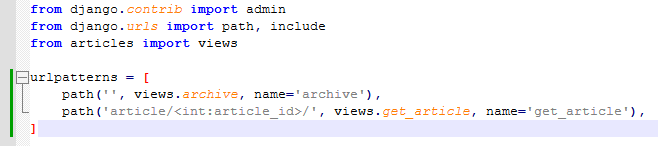 from django.contrib import admin
from django.urls import path, include
from articles import views
urlpatterns = [
path('', views.archive, name='archive'),
path('article/<int:article_id>/', views.get_article, name='get_article'),
]